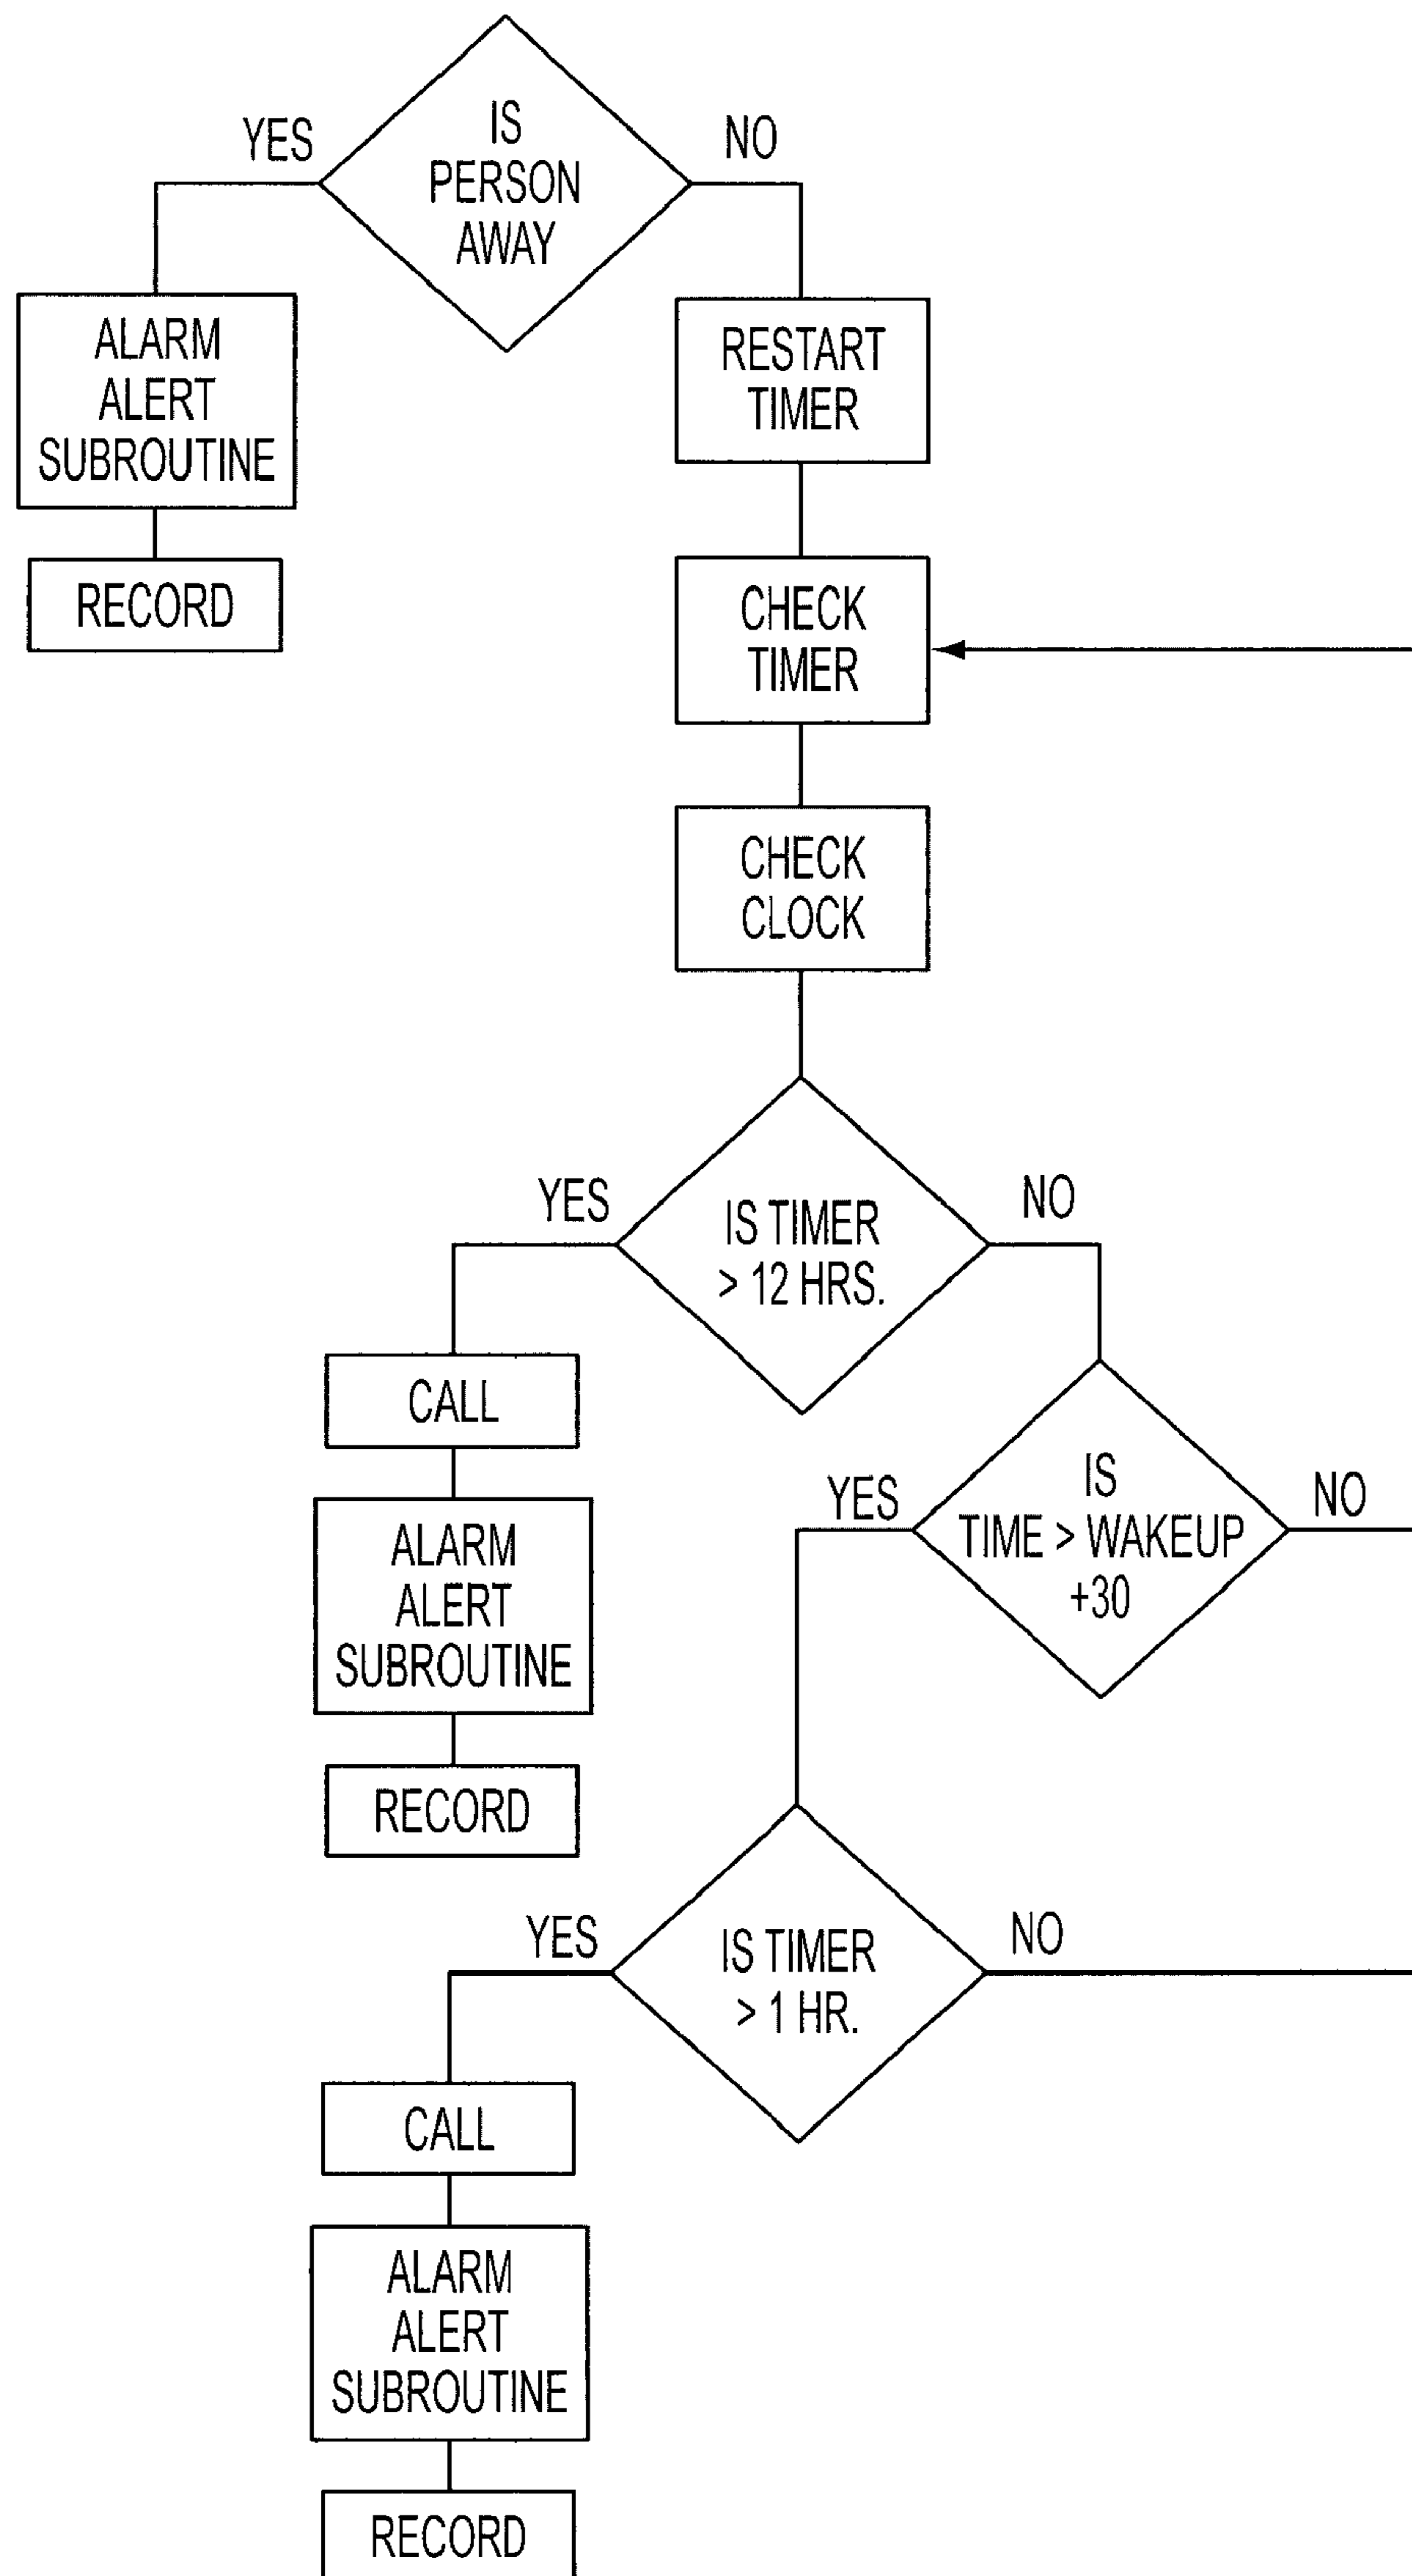 IS
PERSON
AWAY
YES
NO
ALARM
ALERT
SUBROUTINE
RECORD
RESTART
TIMER
CHECK
TIMER
CHECK
CLOCK
IS TIMER
> 12 HRS.
YES
NO
CALL
ALARM
ALERT
SUBROUTINE
RECORD
IS
TIME > WAKEUP
+30
YES
NO
IS TIMER
> 1 HR.
YES
NO
CALL
ALARM
ALERT
SUBROUTINE
RECORD